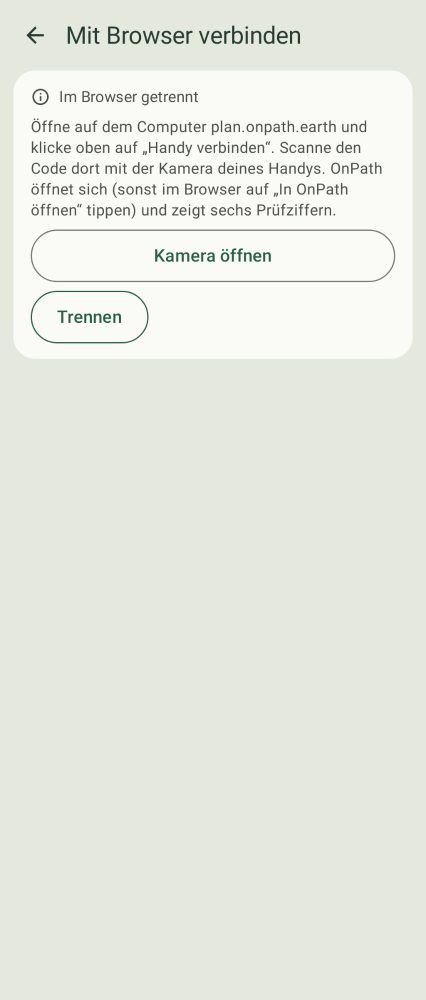 Mit Browser verbinden
Im Browser getrennt
Öffne auf dem Computer plan.onpath.earth und
klicke oben auf „Handy verbinden“. Scanne den
Code dort mit der Kamera deines Handys. OnPath
öffnet sich (sonst im Browser auf „In OnPath
öffnen“ tippen) und zeigt sechs Prüfziffern.
Kamera öffnen
Trennen